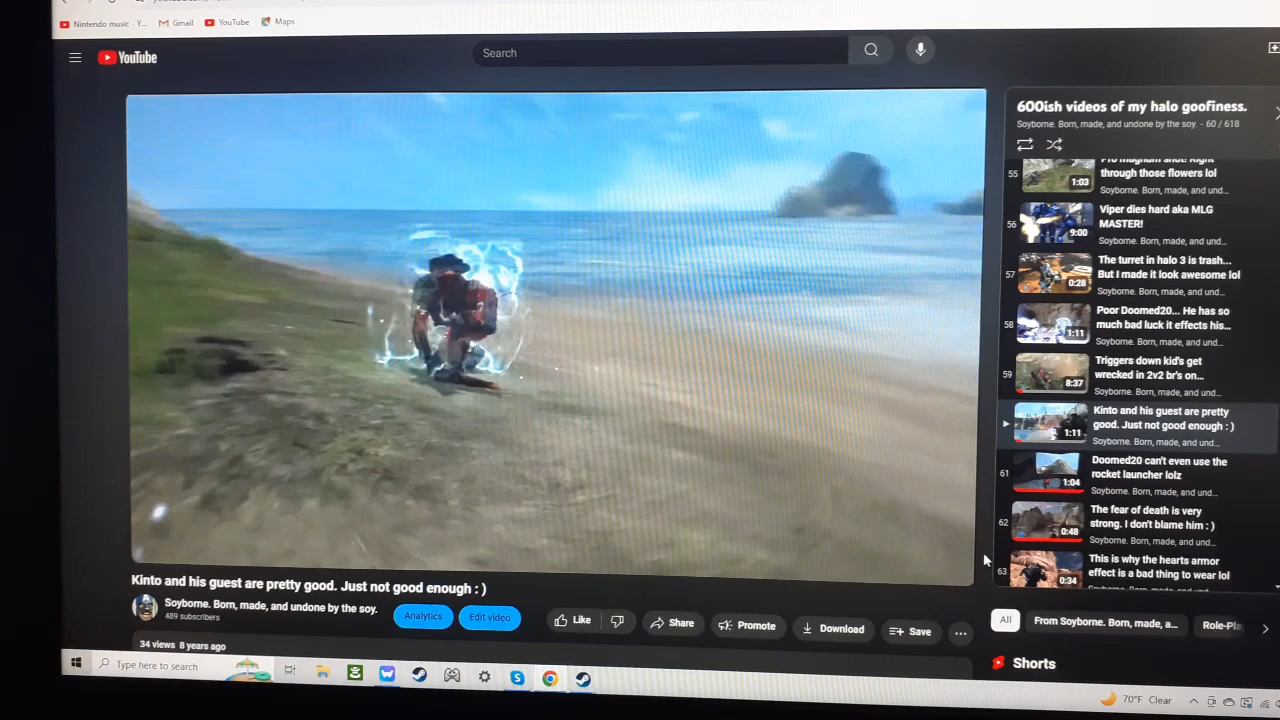 Nintendo music - Y...
Gmail
YouTube
Maps
YouTube
Search
600ish videos of my halo goofiness.
Soyborne. Born, made, and undone by the soy. - 60 / 618
55
Pro magnum shot! Right
through those flowers lol
1:03
Soyborne. Born, made, and und...
56
Viper dies hard aka MLG
MASTER!
9:00
Soyborne. Born, made, and und...
57
The turret in halo 3 is trash...
But I made it look awesome lol
0:28
Soyborne. Born, made, and und...
58
Poor Doomed20... He has so
much bad luck it effects his...
1:11
Soyborne. Born, made, and und...
59
Triggers down kid's get
wrecked in 2v2 br's on...
8:37
Soyborne. Born, made, and und...
Kinto and his guest are pretty
good. Just not good enough : )
1:11
Soyborne. Born, made, and und...
61
Doomed20 can't even use the
rocket launcher lolz
1:04
Soyborne. Born, made, and und...
62
The fear of death is very
strong. I don't blame him : )
0:48
Soyborne. Born, made, and und...
63
This is why the hearts armor
effect is a bad thing to wear lol
0:34
Kinto and his guest are pretty good. Just not good enough : )
Soyborne. Born, made, and undone by the soy.
489 subscribers
Analytics
Edit video
Like
Share
Promote
Download
Save
34 views 8 years ago
All
From Soyborne. Born, made, a...
Role-Pla
Shorts
Type here to search
70°F Clear